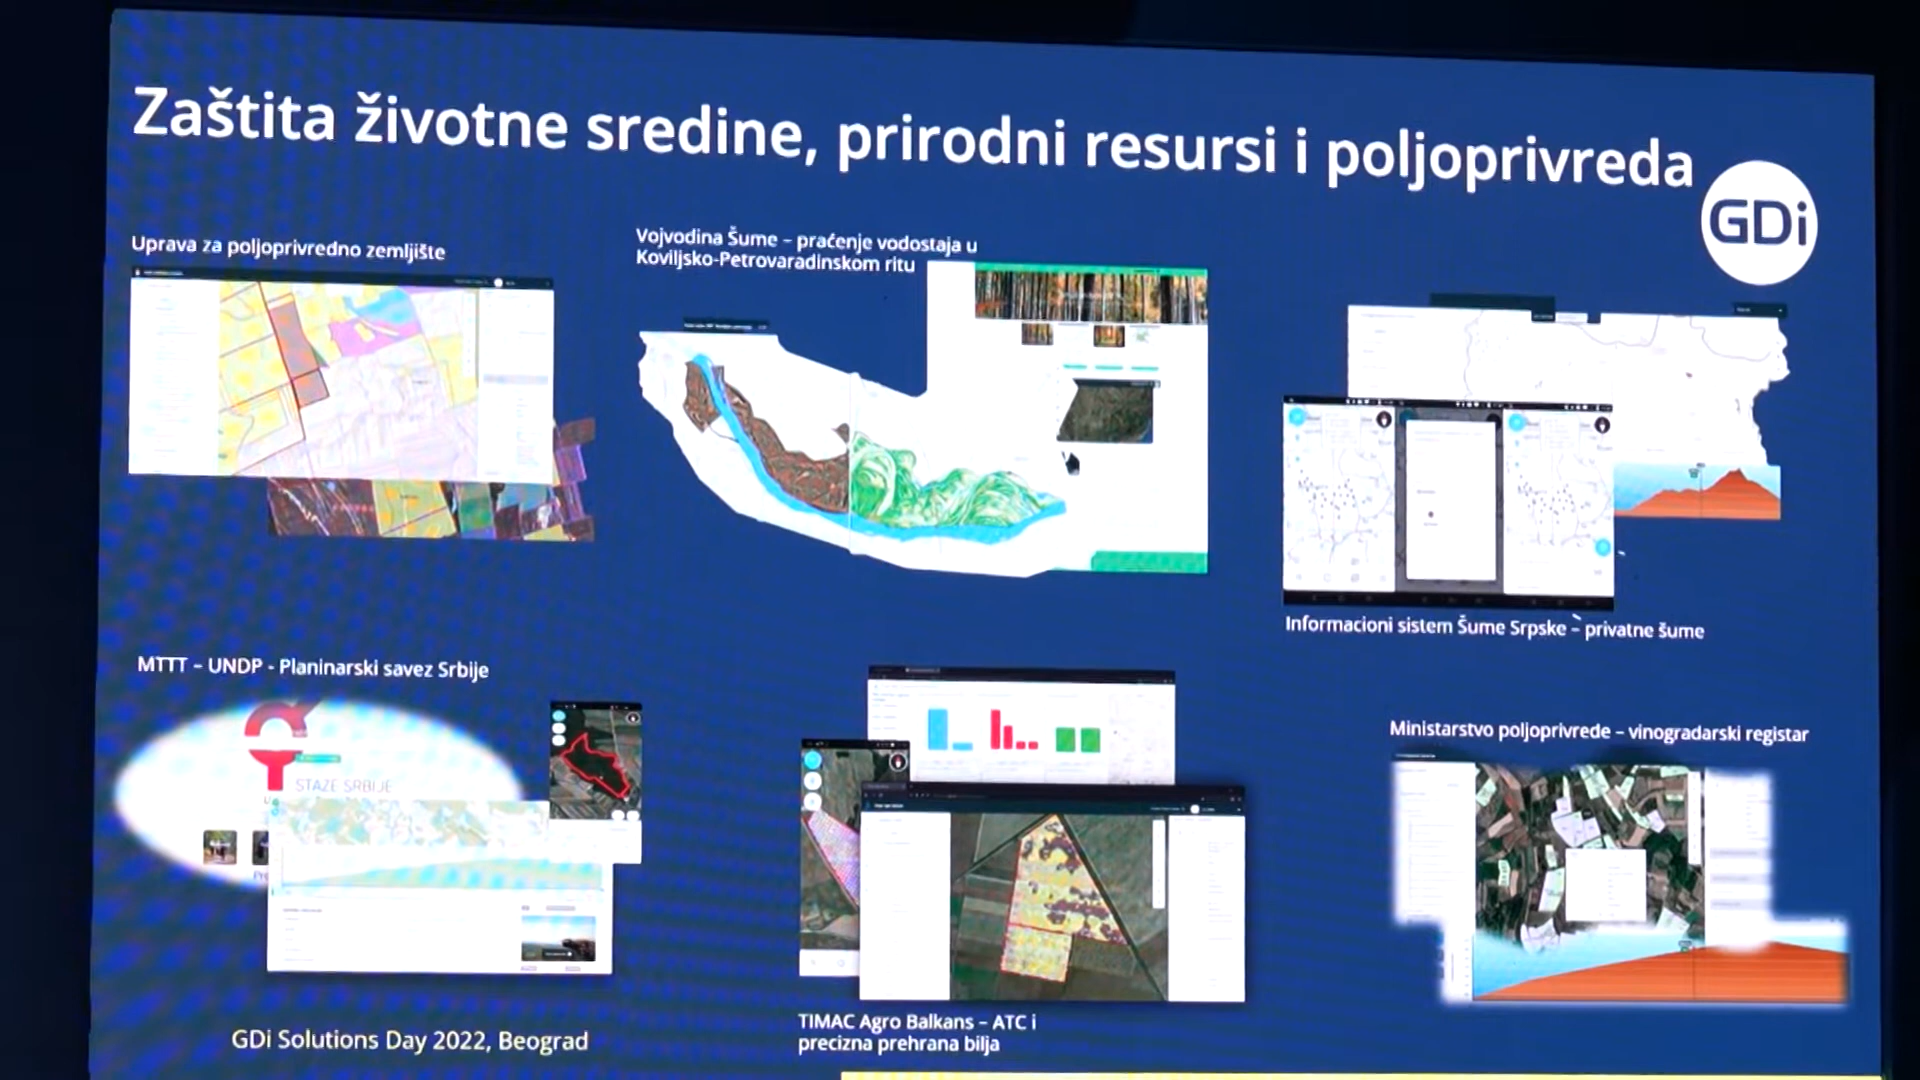 Zaštita životne sredine, prirodni resursi i poljoprivreda
GDi
Uprava za poljoprivredno zemljište
Vojvodina Šume – praćenje vodostaja u
Koviljsko-Petrovaradinskom ritu
Informacioni sistem Šume Srpske – privatne šume
MTTT – UNDP - Planinarski savez Srbije
STAZE SRBIJE
Ministarstvo poljoprivrede – vinogradarski registar
TIMAC Agro Balkans – ATC i
precizna prehrana bilja
GDi Solutions Day 2022, Beograd